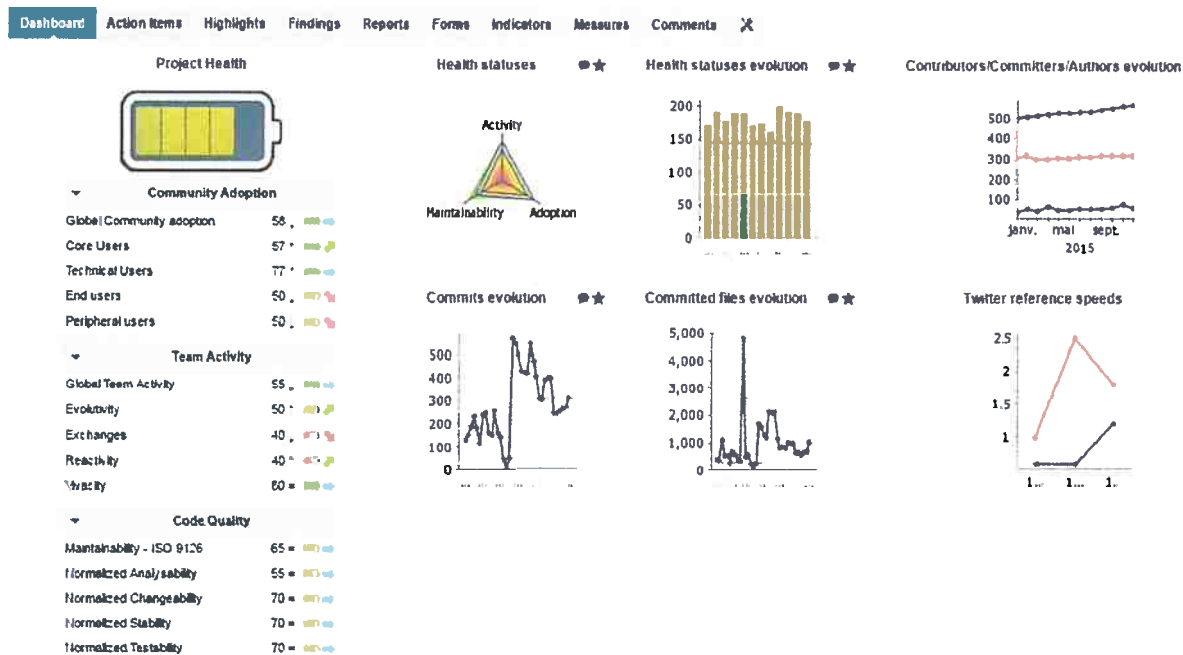 Dashboard Action Items Highlights Findings Reports Forms Indicators Measures Comments
Project Health
Community Adoption
Global Community adoption 56
Core Users 57
Technical Users 77
End users 50
Peripheral users 50
Team Activity
Global Team Activity 55
Evolutivity 50
Exchanges 40
Reactivity 40
Vivacity =
Code Quality
Maintainability - ISO 9126 65 =
Normalized Analysability 55 =
Normalized Changeability 70 =
Normalized Stability 70 =
Normalized Testability 70 =
Health statuses
Activity
Maintainability Adoption
Health statuses evolution
200
150
100
50
0
Contributors/Committers/Authors evolution
500
400
300
200
100
janv. mai sept.
2015
Commits evolution
500
400
300
200
100
0
Committed files evolution
5,000
4,000
3,000
2,000
1,000
0
Twitter reference speeds
2.5
2
1.5
1